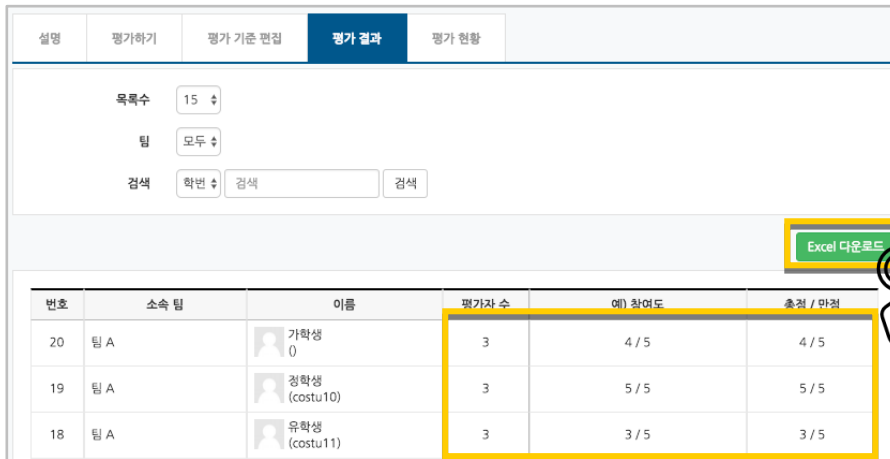 설명 평가하기 평가 기준 편집 평가 결과 평가 현황
목록수 15
팀 모두
검색 학번 검색 검색
Excel 다운로드
번호 소속 팀 이름 평가자 수 예) 참여도 총점 / 만점
20 팀 A 가학생 3 4 / 5 4 / 5
()
19 팀 A 정학생 3 5 / 5 5 / 5
(costu10)
18 팀 A 유학생 3 3 / 5 3 / 5
(costu11)